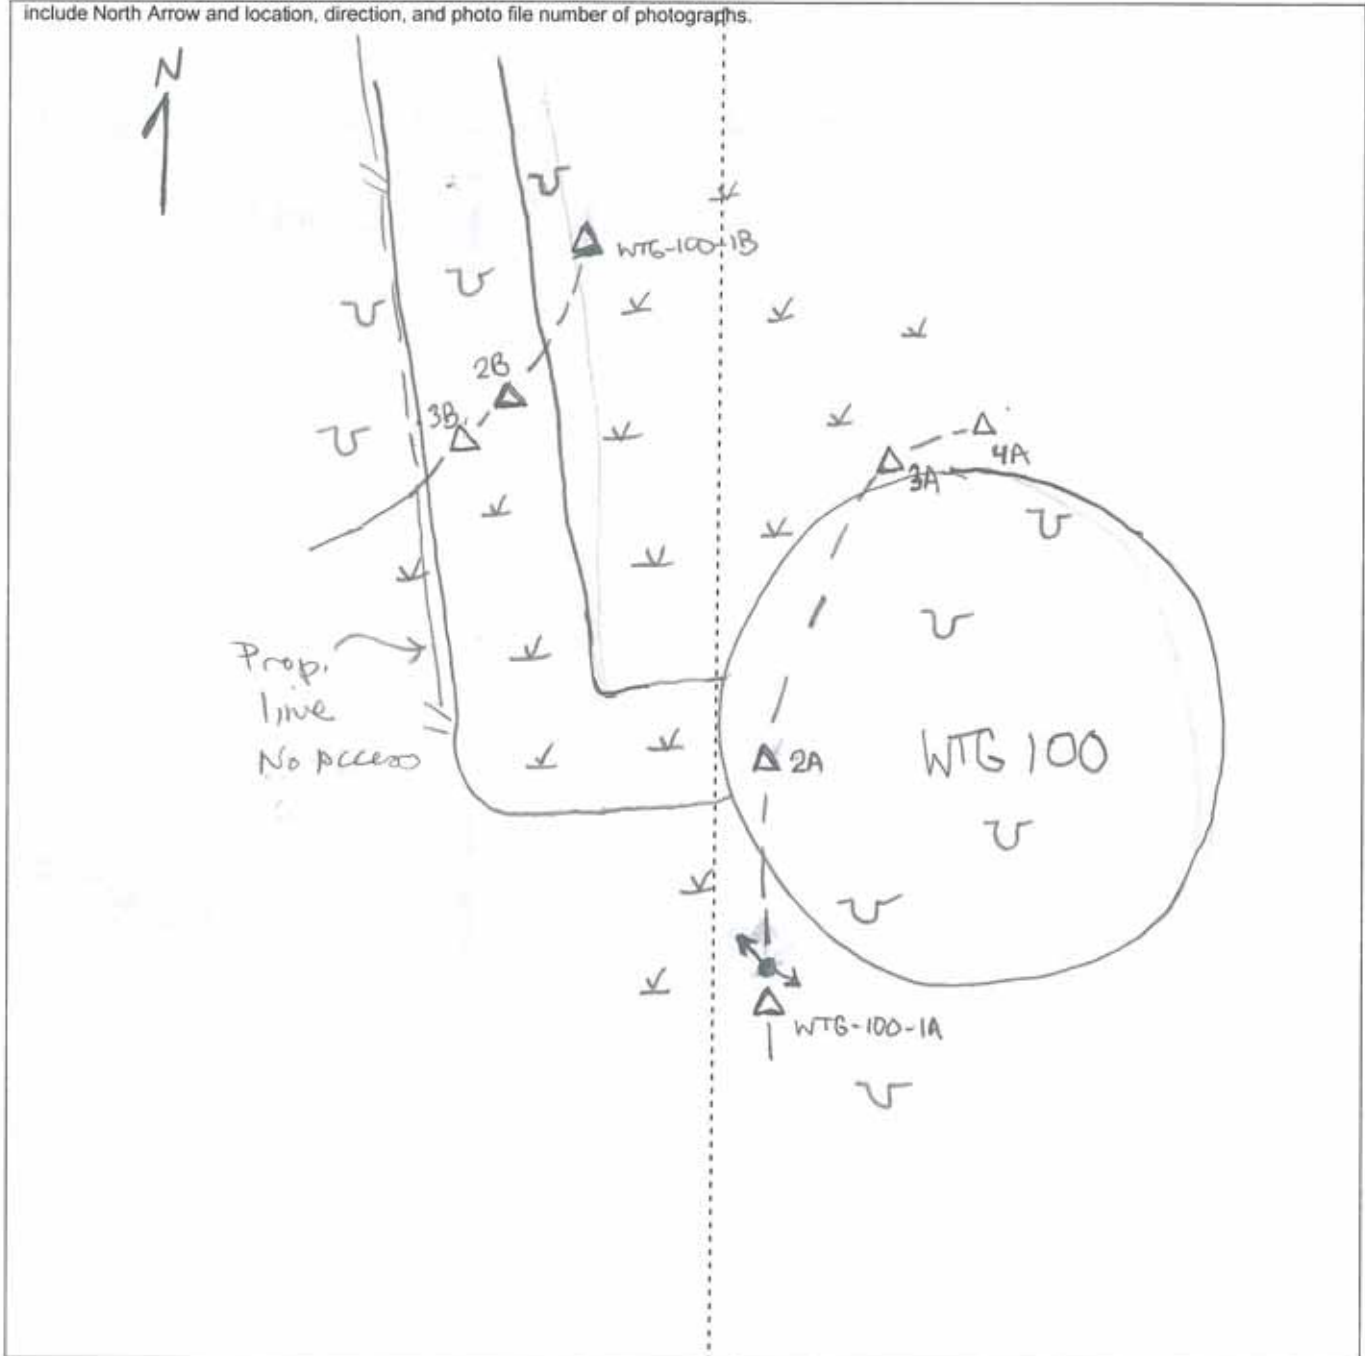 include North Arrow and location, direction, and photo file number of photographs.
N
WTG-100-1B
2B
3B
4A
3A
Prop.
line
No Access
2A
WTG 100
WTG-100-1A